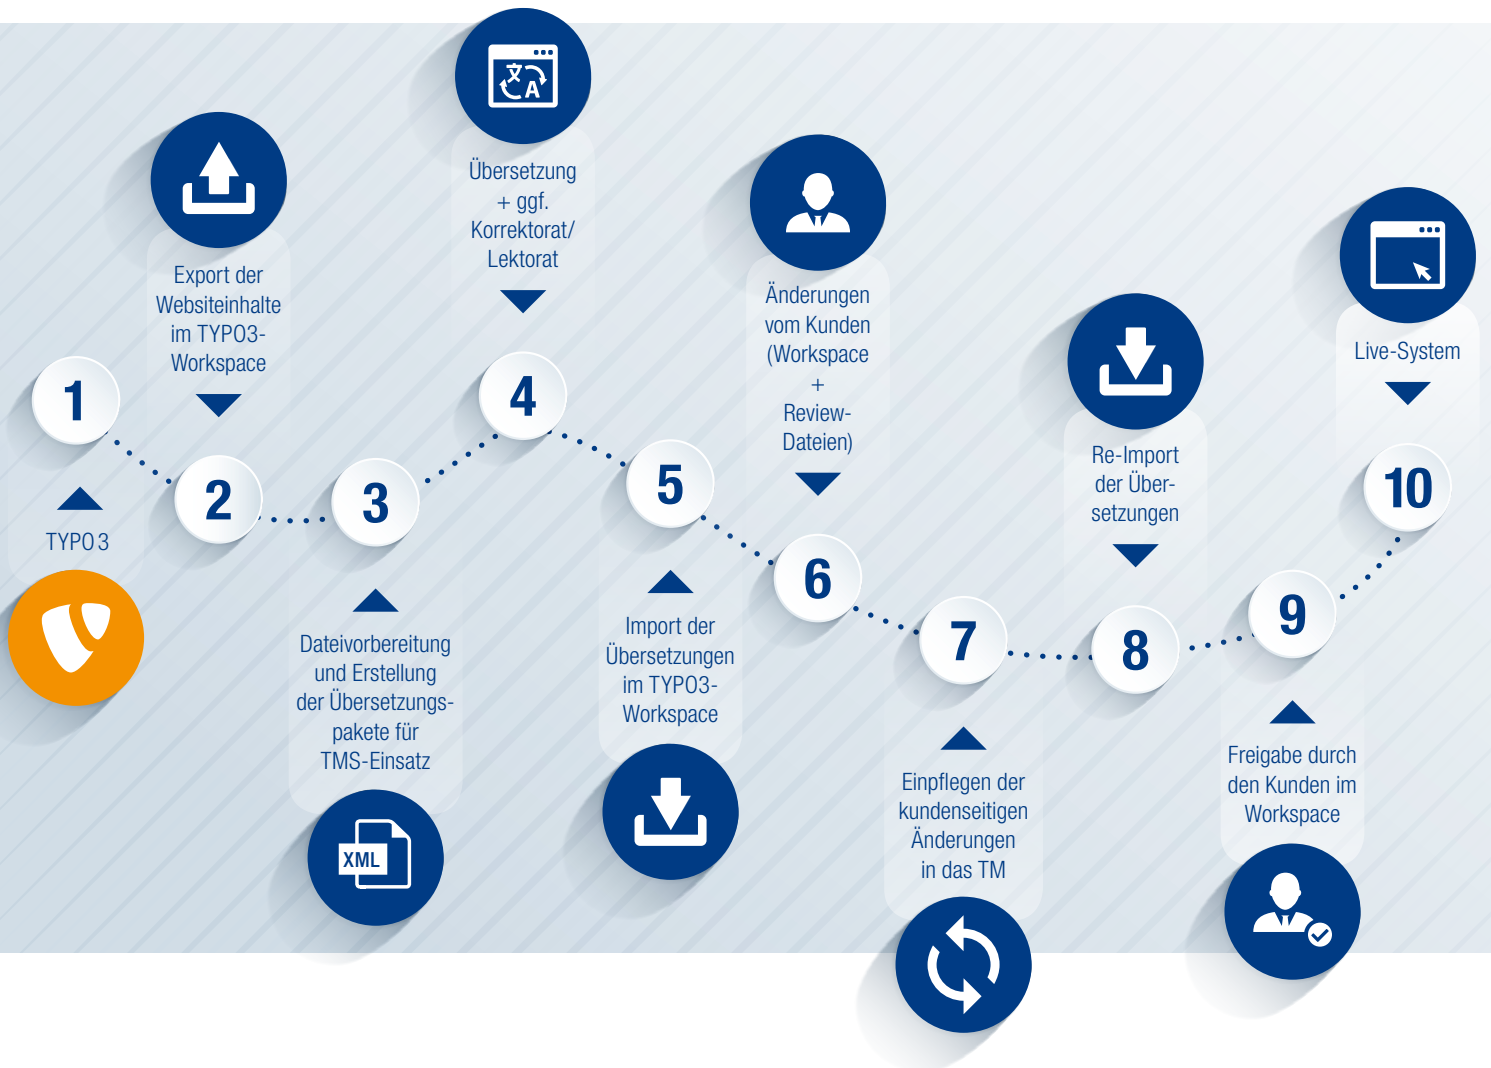 1
TYPO3
Export der
Websiteinhalte
im TYPO3-
Workspace
2
3
Dateivorbereitung
und Erstellung
der Übersetzungs-
pakete für
TMS-Einsatz
XML
文
A
Übersetzung
+ ggf.
Korrektorat/
Lektorat
4
5
Import der
Übersetzungen
im TYPO3-
Workspace
Änderungen
vom Kunden
(Workspace
+
Review-
Dateien)
6
7
Einpflegen der
kundenseitigen
Änderungen
in das TM
Re-Import
der Über-
setzungen
8
9
Freigabe durch
den Kunden im
Workspace
Live-System
10